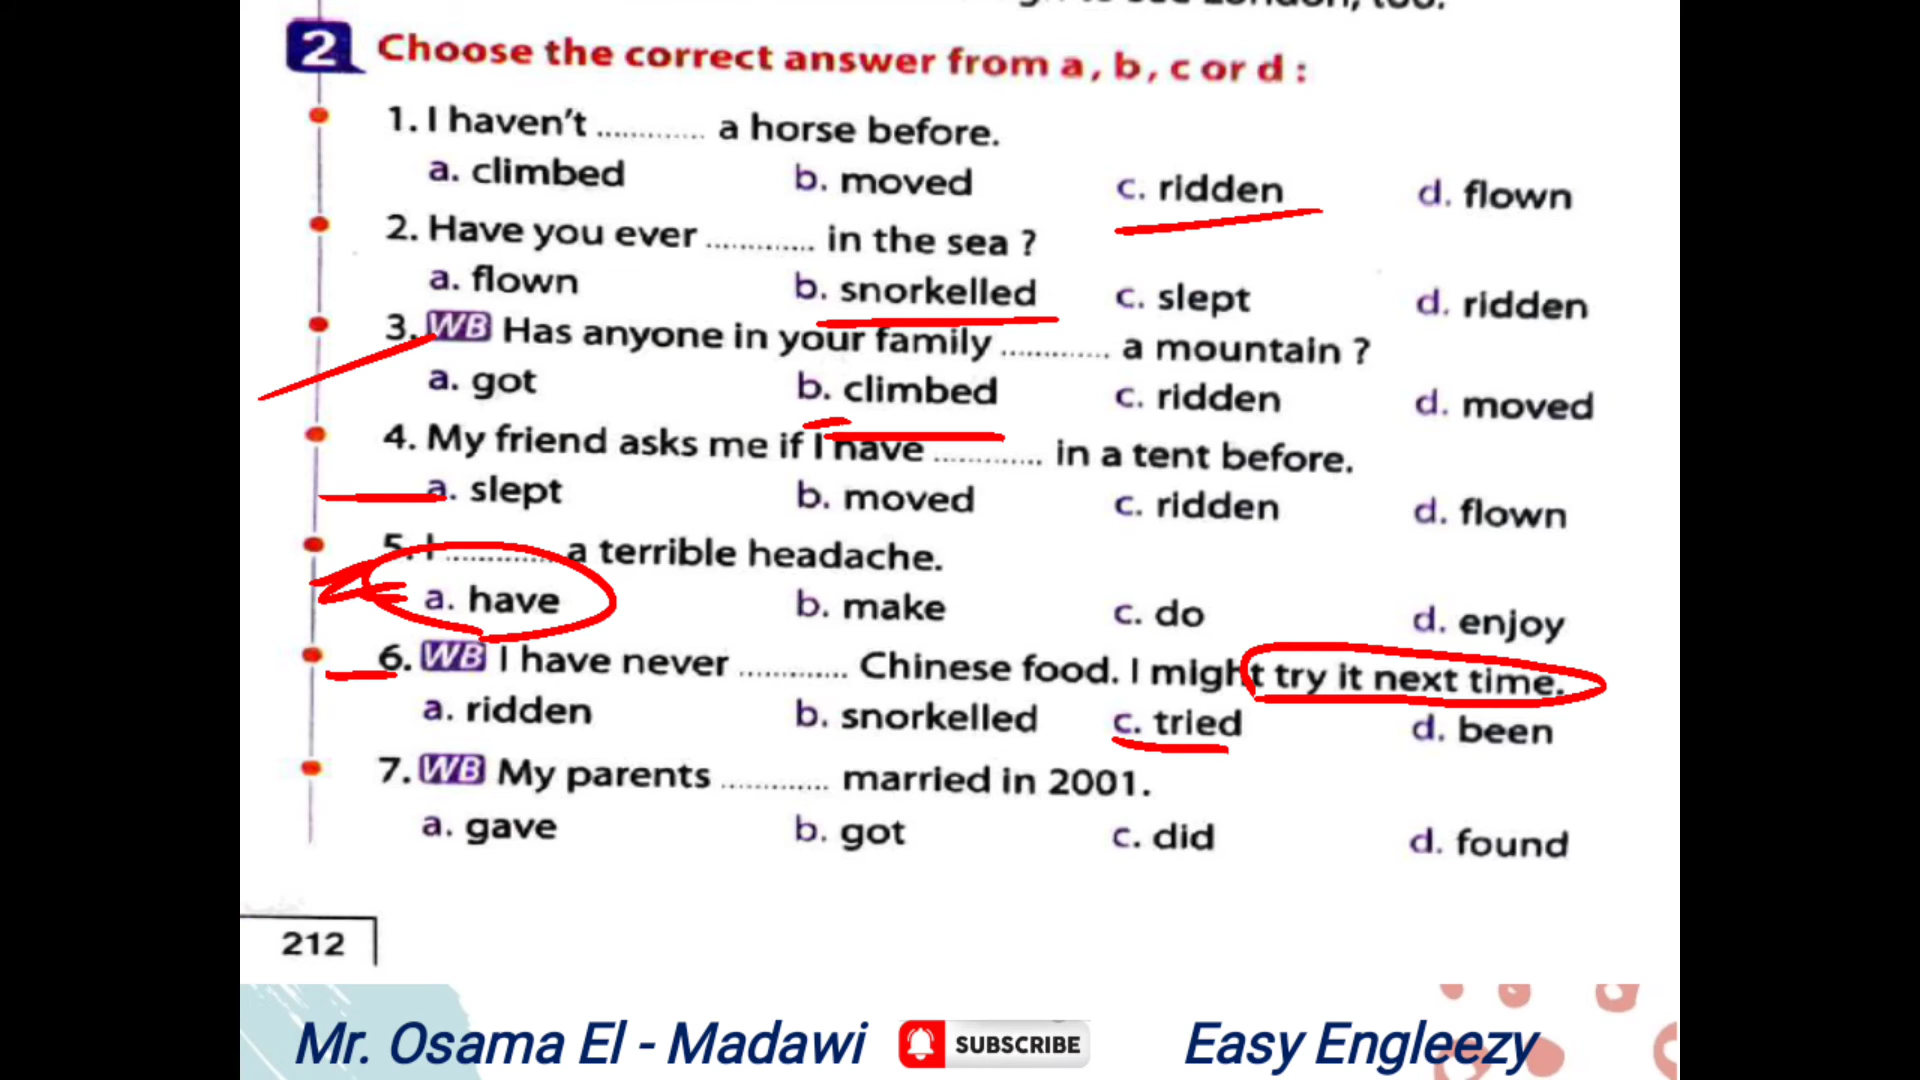 2 Choose the correct answer from a , b , c or d :
1. I haven't ............ a horse before.
a. climbed b. moved c. ridden d. flown
2. Have you ever ............ in the sea ?
a. flown b. snorkelled c. slept d. ridden
3. WB Has anyone in your family ............ a mountain ?
a. got b. climbed c. ridden d. moved
4. My friend asks me if I have ............ in a tent before.
a. slept b. moved c. ridden d. flown
5. I ............ a terrible headache.
a. have b. make c. do d. enjoy
6. WB I have never ............ Chinese food. I might try it next time.
a. ridden b. snorkelled c. tried d. been
7. WB My parents ............ married in 2001.
a. gave b. got c. did d. found
212
Mr. Osama El - Madawi SUBSCRIBE Easy Engleezy